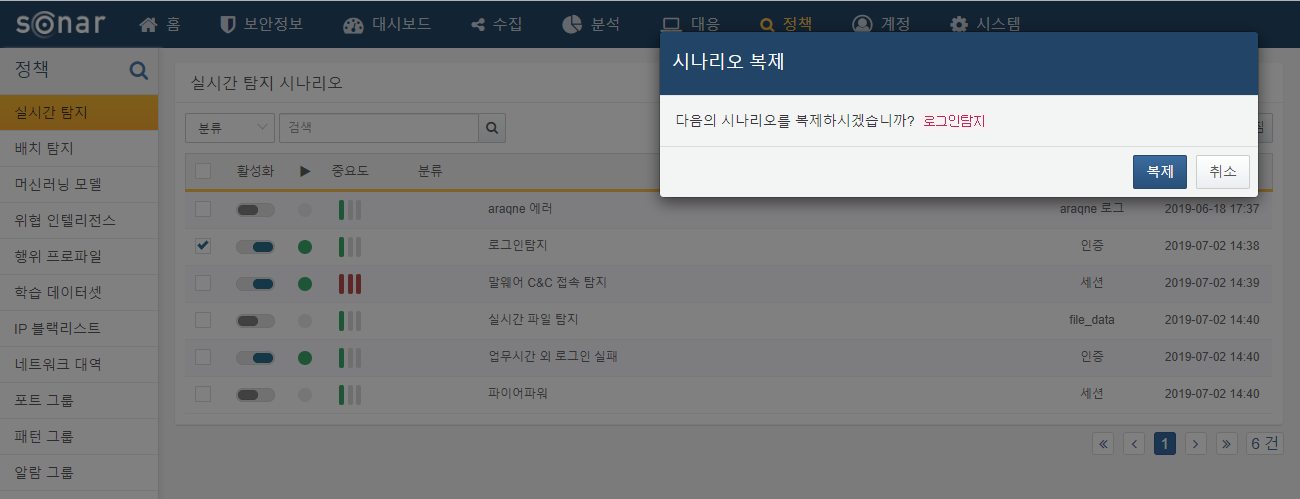 sonar 홈 보안정보 대시보드 수집 분석 대응 정책 계정 시스템
정책
실시간 탐지
배치 탐지
머신러닝 모델
위협 인텔리전스
행위 프로파일
학습 데이터셋
IP 블랙리스트
네트워크 대역
포트 그룹
패턴 그룹
알람 그룹
실시간 탐지 시나리오
분류 검색
활성화 ▶ 중요도 분류
araqne 에러 araqne 로그 2019-06-18 17:37
로그인탐지 인증 2019-07-02 14:38
말웨어 C&C 접속 탐지 세션 2019-07-02 14:39
실시간 파일 탐지 file_data 2019-07-02 14:40
업무시간 외 로그인 실패 인증 2019-07-02 14:40
파이어파워 세션 2019-07-02 14:40
« ‹ 1 › » 6 건
시나리오 복제
다음의 시나리오를 복제하시겠습니까? 로그인탐지
복제 취소